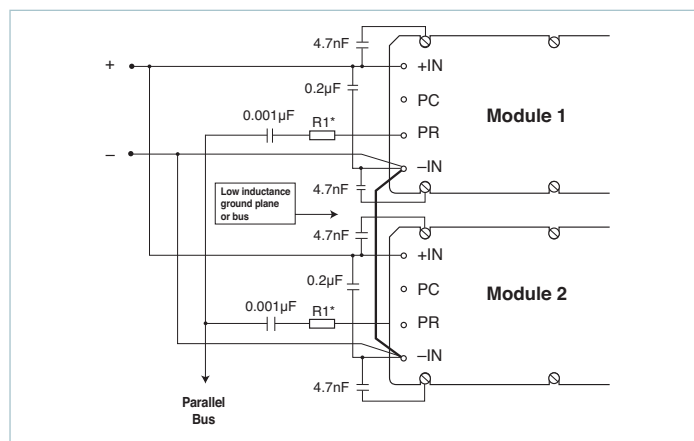 4.7nF
+
+IN
0.2µF
PC
Module 1
0.001µF
R1*
PR
–
–IN
4.7nF
Low inductance
ground plane
or bus
4.7nF
+IN
0.2µF
PC
Module 2
0.001µF
R1*
PR
–IN
4.7nF
Parallel
Bus